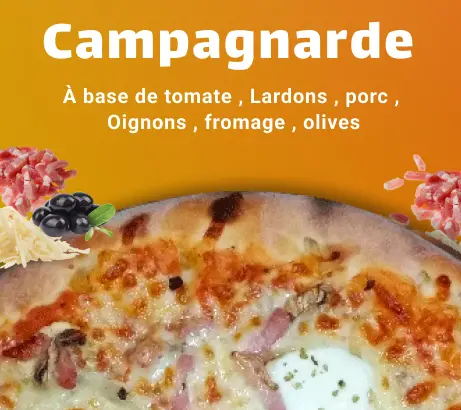 Campagnarde
À base de tomate , Lardons , porc ,
Oignons , fromage , olives